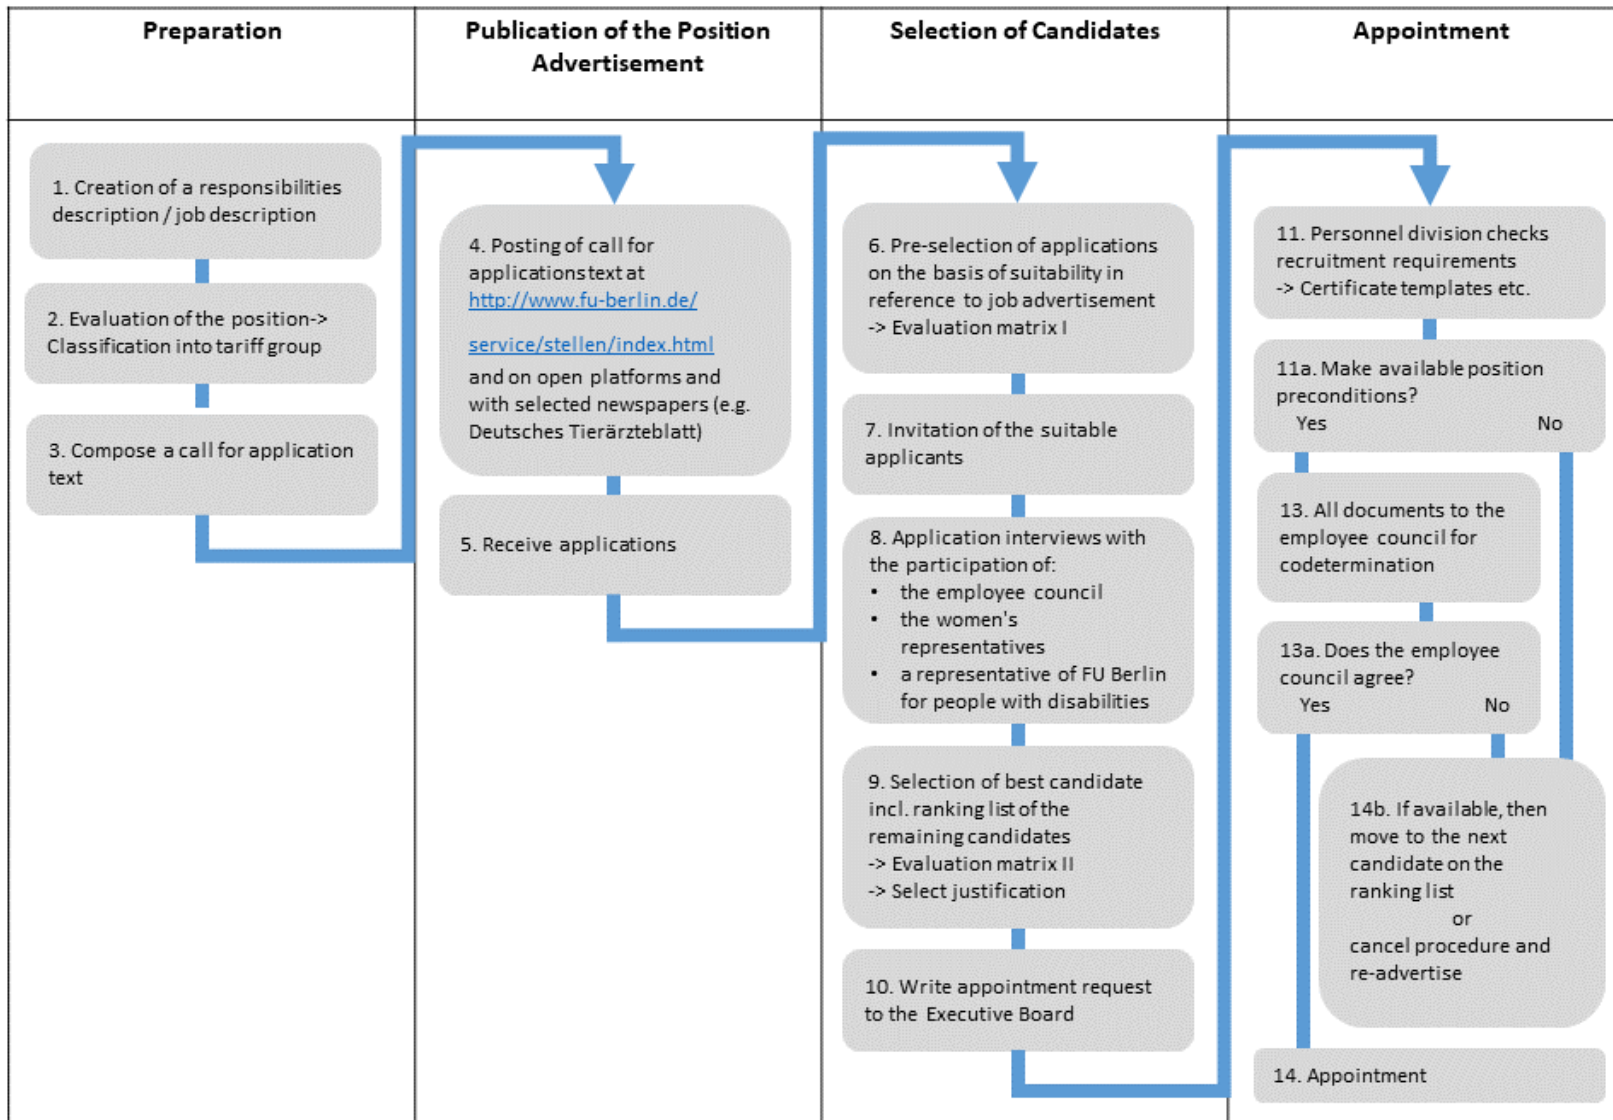 Preparation
Publication of the Position
Advertisement
Selection of Candidates
Appointment
1. Creation of a responsibilities
description / job description
2. Evaluation of the position->
Classification into tariff group
3. Compose a call for application
text
4. Posting of call for
applications text at
http://www.fu-berlin.de/
service/stellen/index.html
and on open platforms and
with selected newspapers (e.g.
Deutsches Tierärzteblatt)
5. Receive applications
6. Pre-selection of applications
on the basis of suitability in
reference to job advertisement
-> Evaluation matrix I
7. Invitation of the suitable
applicants
8. Application interviews with
the participation of:
• the employee council
• the women's
representatives
• a representative of FU Berlin
for people with disabilities
9. Selection of best candidate
incl. ranking list of the
remaining candidates
-> Evaluation matrix II
-> Select justification
10. Write appointment request
to the Executive Board
11. Personnel division checks
recruitment requirements
-> Certificate templates etc.
11a. Make available position
preconditions?
Yes No
13. All documents to the
employee council for
codetermination
13a. Does the employee
council agree?
Yes No
14b. If available, then
move to the next
candidate on the
ranking list
or
cancel procedure and
re-advertise
14. Appointment